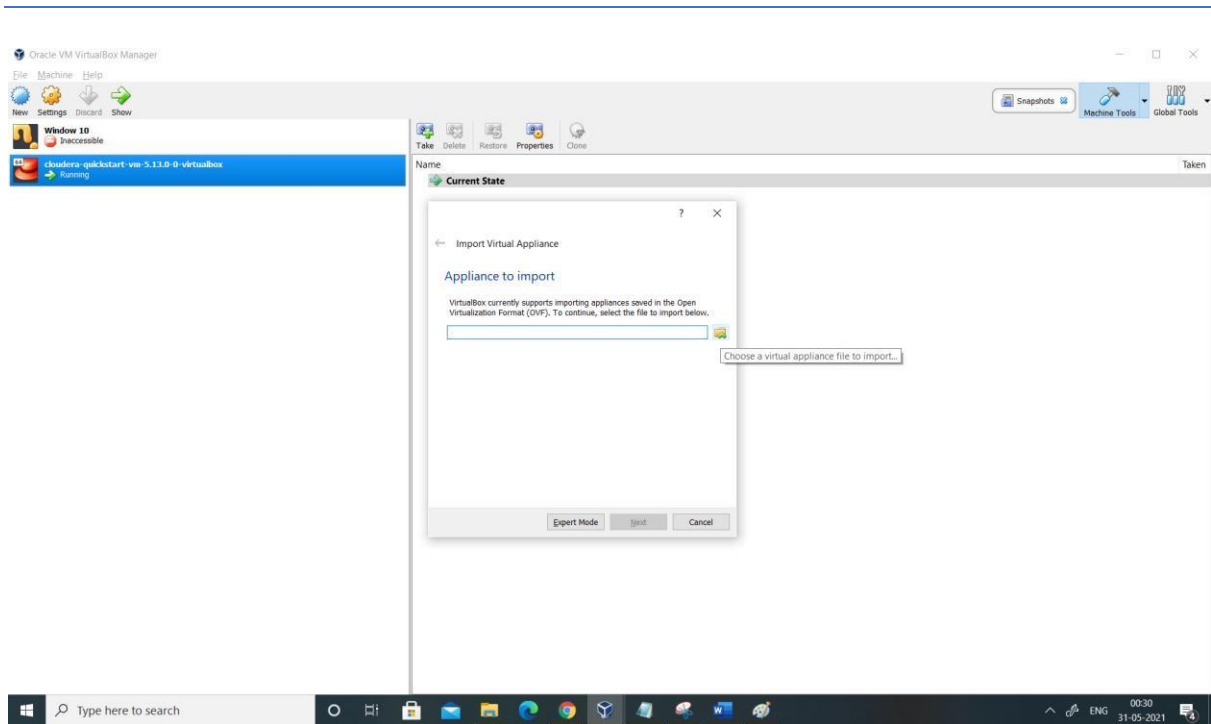 Oracle VM VirtualBox Manager
File Machine Help
New Settings Discard Show
Snapshots
Machine Tools
Global Tools
Window 10
Inaccessible
Take Delete Restore Properties Clone
64
cloudera-quickstart-vm-5.13.0-0-virtualbox
Running
Name Taken
Current State
?
Import Virtual Appliance
Appliance to import
VirtualBox currently supports importing appliances saved in the Open
Virtualization Format (OVF). To continue, select the file to import below.
Choose a virtual appliance file to import...
Expert Mode Next Cancel
Type here to search
ENG
00:30
31-05-2021
4